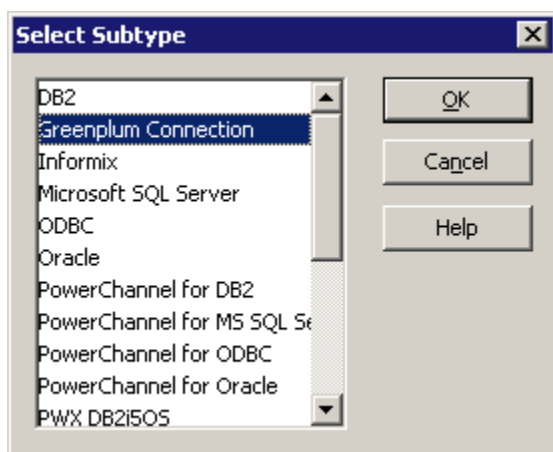 Select Subtype
DB2
Greenplum Connection
Informix
Microsoft SQL Server
ODBC
Oracle
PowerChannel for DB2
PowerChannel for MS SQL Se
PowerChannel for ODBC
PowerChannel for Oracle
PWX DB2i5OS
OK
Cancel
Help